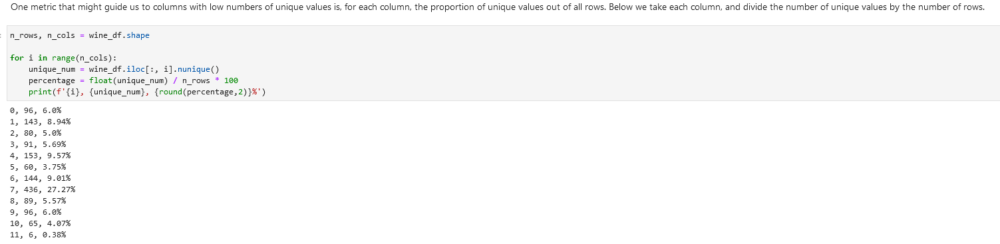 One metric that might guide us to columns with low numbers of unique values is, for each column, the proportion of unique values out of all rows. Below we take each column, and divide the number of unique values by the number of rows.
n_rows, n_cols = wine_df.shape
for i in range(n_cols):
    unique_num = wine_df.iloc[:, i].nunique()
    percentage = float(unique_num) / n_rows * 100
    print(f'{i}, {unique_num}, {round(percentage,2)}%')
0, 96, 6.0%
1, 143, 8.94%
2, 80, 5.0%
3, 91, 5.69%
4, 153, 9.57%
5, 60, 3.75%
6, 144, 9.01%
7, 436, 27.27%
8, 89, 5.57%
9, 96, 6.0%
10, 65, 4.07%
11, 6, 0.38%